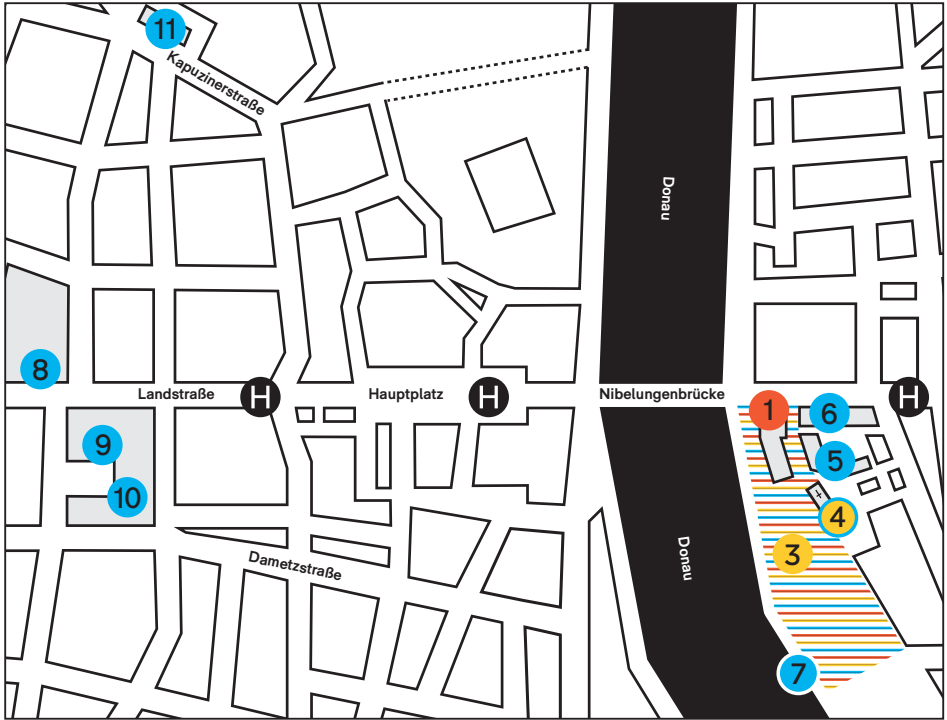 11
Kapuzinerstraße
Donau
8
Landstraße
H
Hauptplatz
H
Nibelungenbrücke
H
1
6
9
5
10
4
3
Donau
Dametzstraße
7